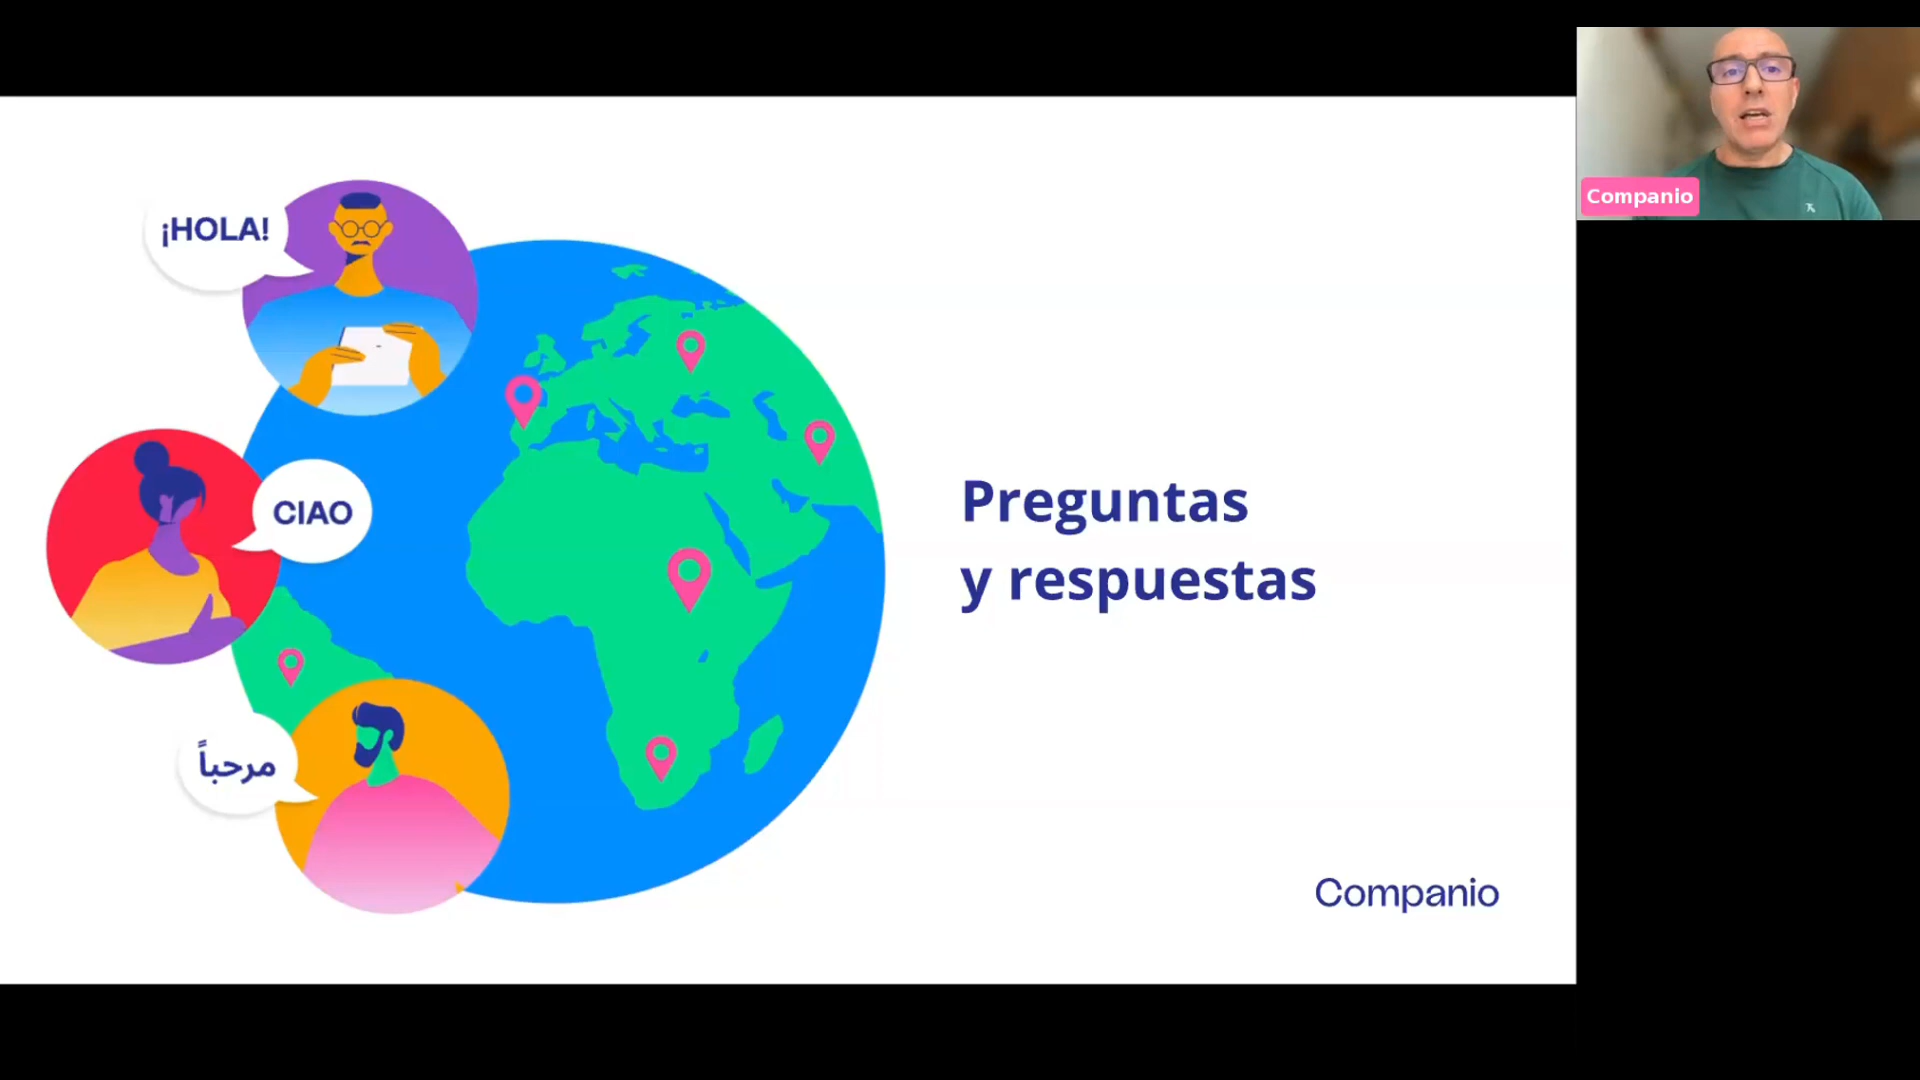 ¡HOLA!
CIAO
مرحباً
Preguntas
y respuestas
Companio
Companio